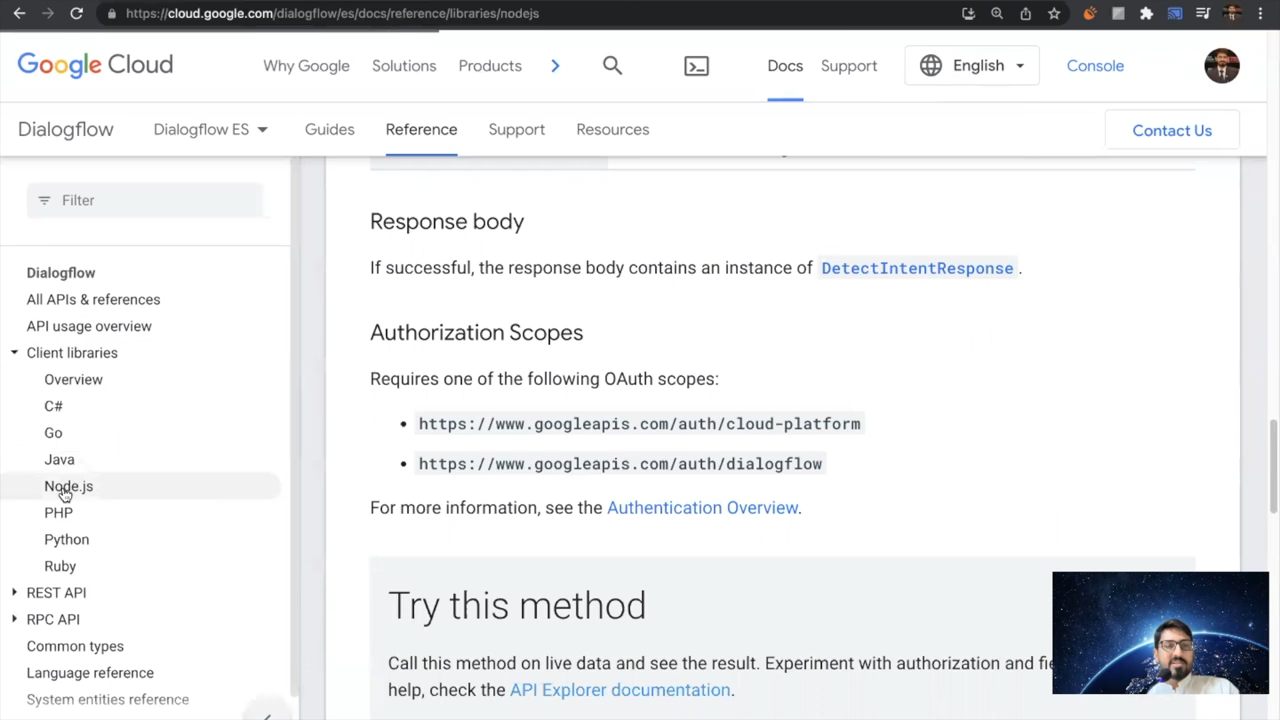 https://cloud.google.com/dialogflow/es/docs/reference/libraries/nodejs
Google Cloud
Why Google
Solutions
Products
Docs
Support
English
Console
Dialogflow
Dialogflow ES
Guides
Reference
Support
Resources
Contact Us
Filter
Dialogflow
All APIs & references
API usage overview
Client libraries
Overview
C#
Go
Java
Node.js
PHP
Python
Ruby
REST API
RPC API
Common types
Language reference
System entities reference
Response body
If successful, the response body contains an instance of DetectIntentResponse.
Authorization Scopes
Requires one of the following OAuth scopes:
• https://www.googleapis.com/auth/cloud-platform
• https://www.googleapis.com/auth/dialogflow
For more information, see the Authentication Overview.
Try this method
Call this method on live data and see the result. Experiment with authorization and
help, check the API Explorer documentation.